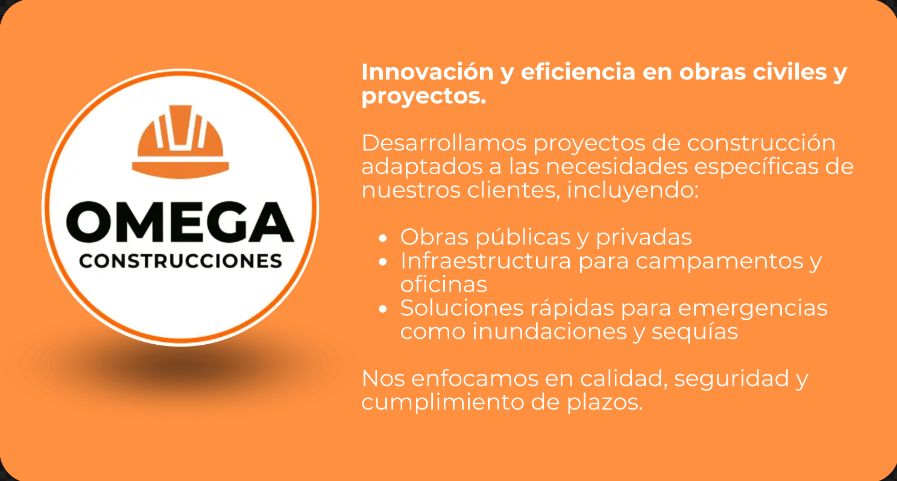 OMEGA
CONSTRUCCIONES
Innovación y eficiencia en obras civiles y
proyectos.
Desarrollamos proyectos de construcción
adaptados a las necesidades específicas de
nuestros clientes, incluyendo:
• Obras públicas y privadas
• Infraestructura para campamentos y
oficinas
• Soluciones rápidas para emergencias
como inundaciones y sequías
Nos enfocamos en calidad, seguridad y
cumplimiento de plazos.